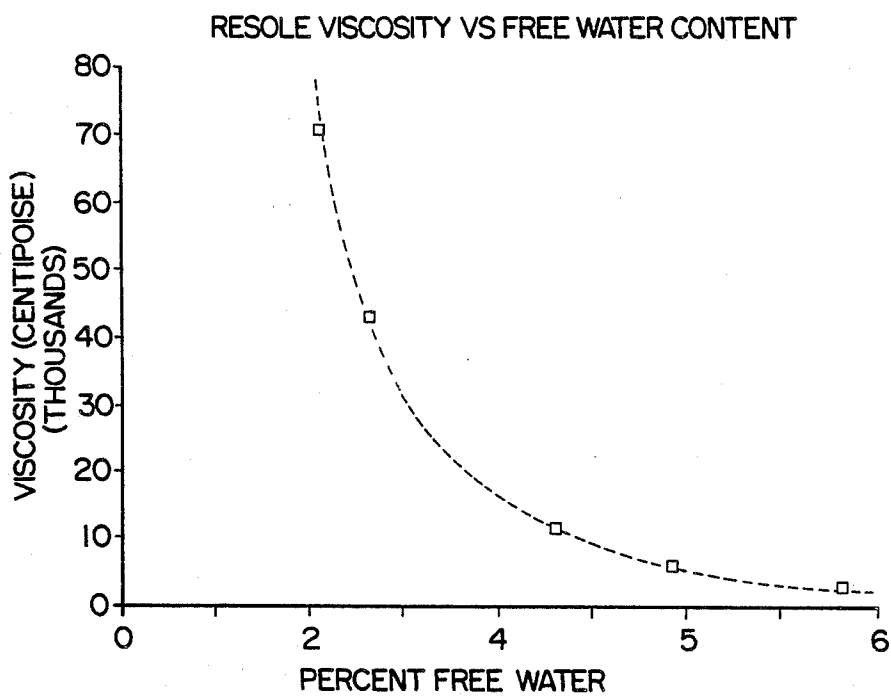 RESOLE VISCOSITY VS FREE WATER CONTENT
80
70
60
50
40
30
20
10
0
VISCOSITY (CENTIPOISE)
(THOUSANDS)
0 2 4 5 6
PERCENT FREE WATER